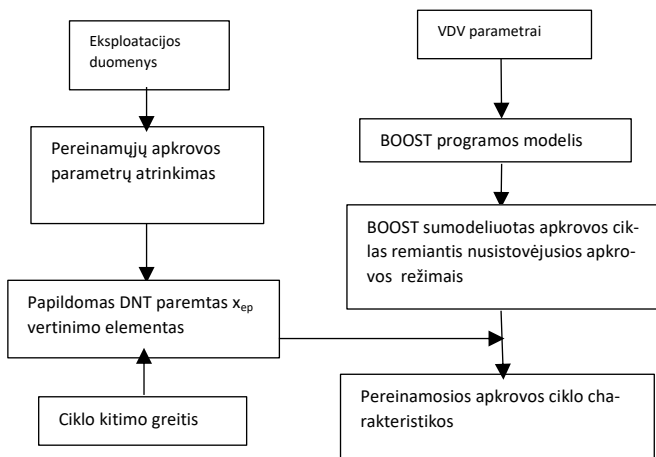 Eksploatacijos
duomenys
Pereinamųjų apkrovos
parametrų atrinkimas
Papildomas DNT paremtas xep
vertinimo elementas
Ciklo kitimo greitis
VDV parametrai
BOOST programos modelis
BOOST sumodeliuotas apkrovos cik-
las remiantis nusistovėjusios apkro-
vos režimais
Pereinamosios apkrovos ciklo cha-
rakteristikos